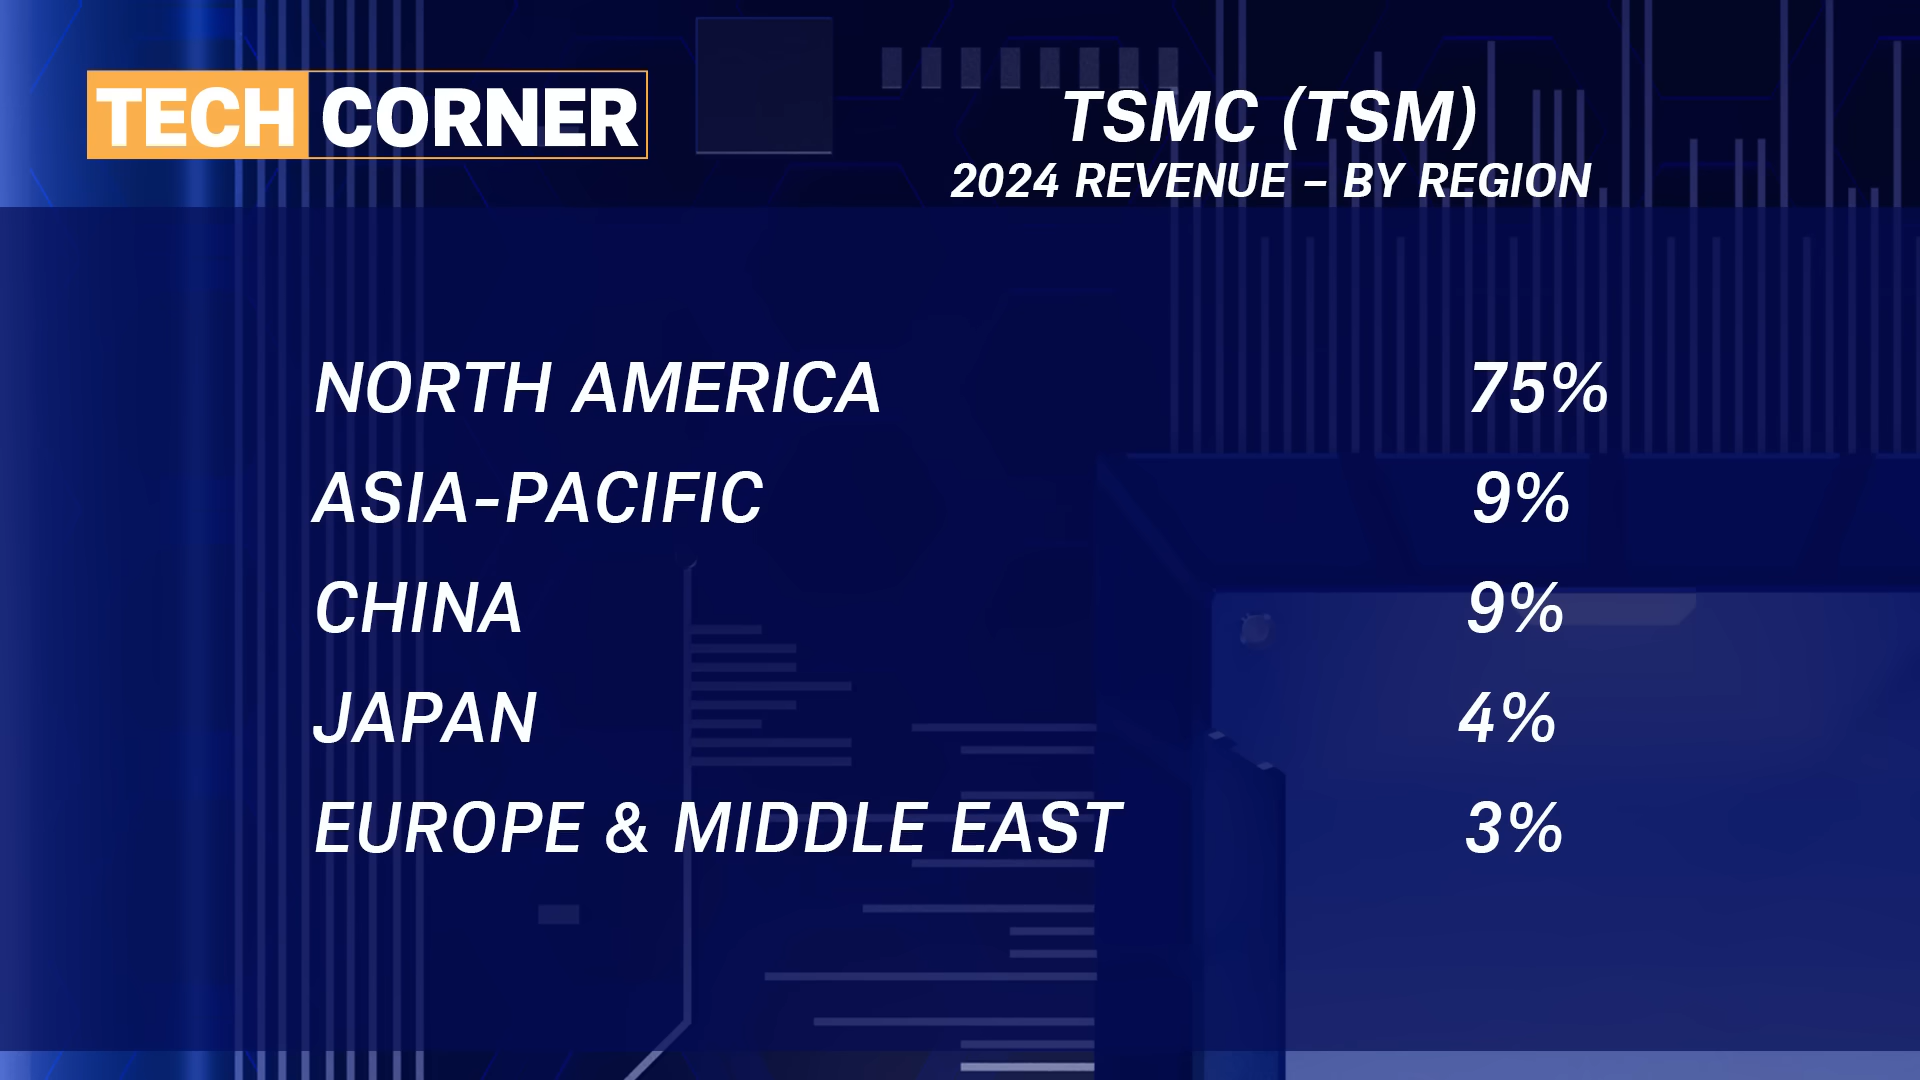 TECH CORNER
TSMC (TSM)
2024 REVENUE – BY REGION
NORTH AMERICA 75%
ASIA-PACIFIC 9%
CHINA 9%
JAPAN 4%
EUROPE & MIDDLE EAST 3%